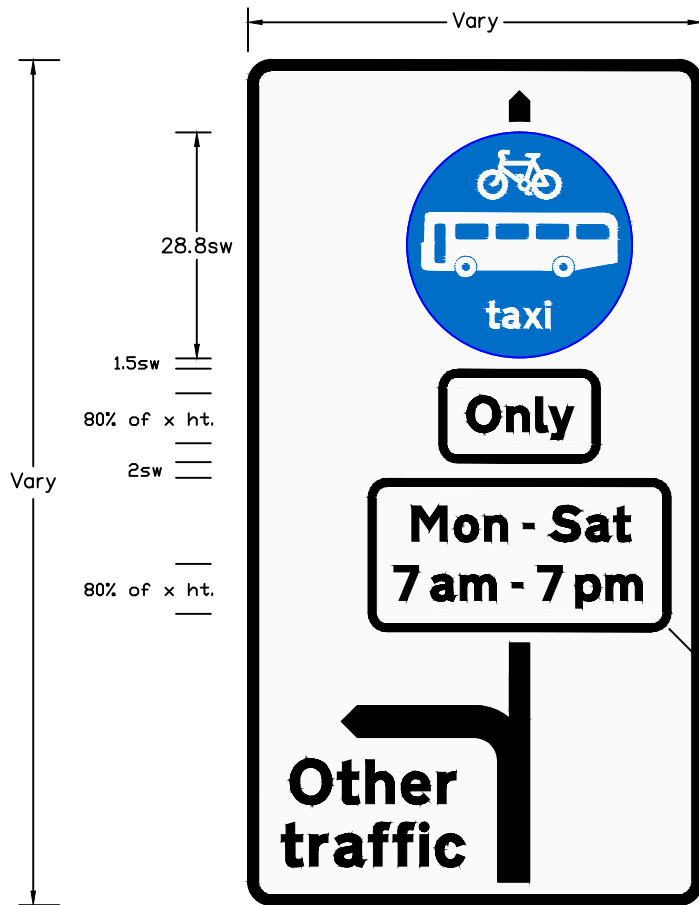 Vary
28.8sw
taxi
1.5sw
80% of x ht.
Only
2sw
Vary
Mon - Sat
7 am - 7 pm
80% of x ht.
Other
traffic